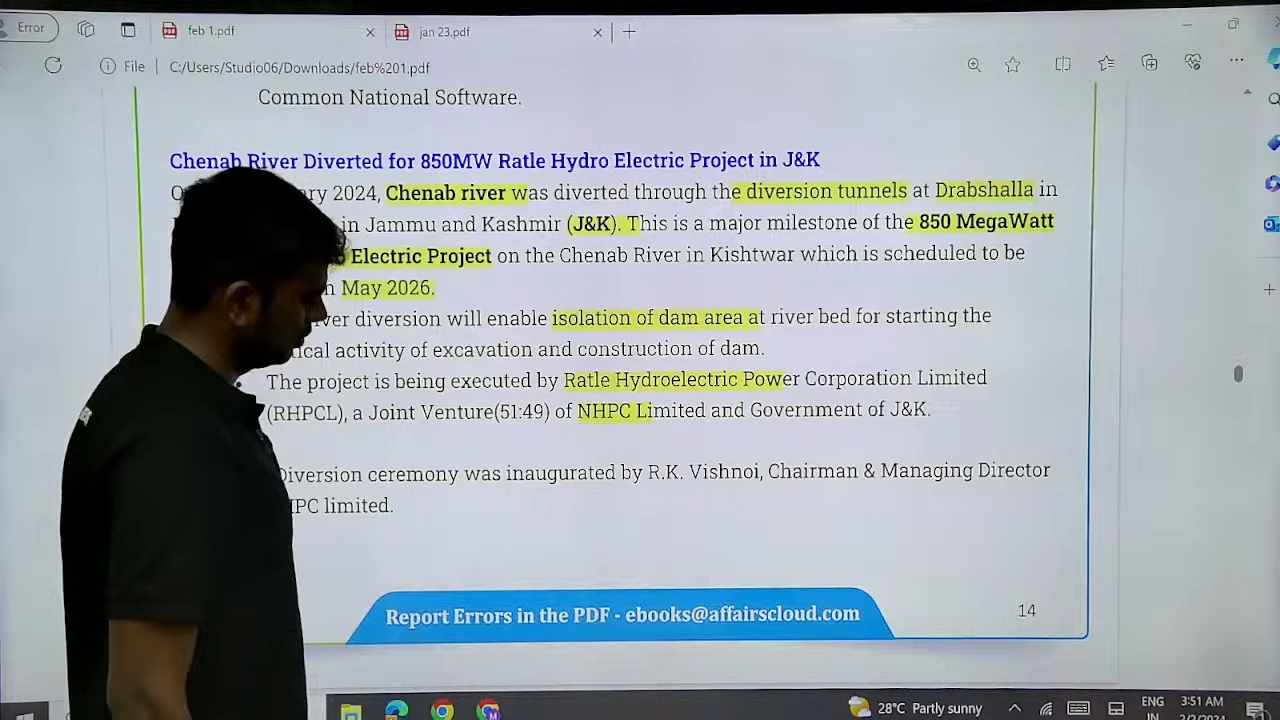 Error
feb 1.pdf
jan 23.pdf
File
C:/Users/Studio06/Downloads/feb%201.pdf
Common National Software.
Chenab River Diverted for 850MW Ratle Hydro Electric Project in J&K
ry 2024, Chenab river was diverted through the diversion tunnels at Drabshalla in
in Jammu and Kashmir (J&K). This is a major milestone of the 850 MegaWatt
Electric Project on the Chenab River in Kishtwar which is scheduled to be
May 2026.
ver diversion will enable isolation of dam area at river bed for starting the
ical activity of excavation and construction of dam.
• The project is being executed by Ratle Hydroelectric Power Corporation Limited
(RHPCL), a Joint Venture(51:49) of NHPC Limited and Government of J&K.
Diversion ceremony was inaugurated by R.K. Vishnoi, Chairman & Managing Director
HPC limited.
Report Errors in the PDF - ebooks@affairscloud.com
14
28°C Partly sunny
ENG
IN
3:51 AM
2/2/2024